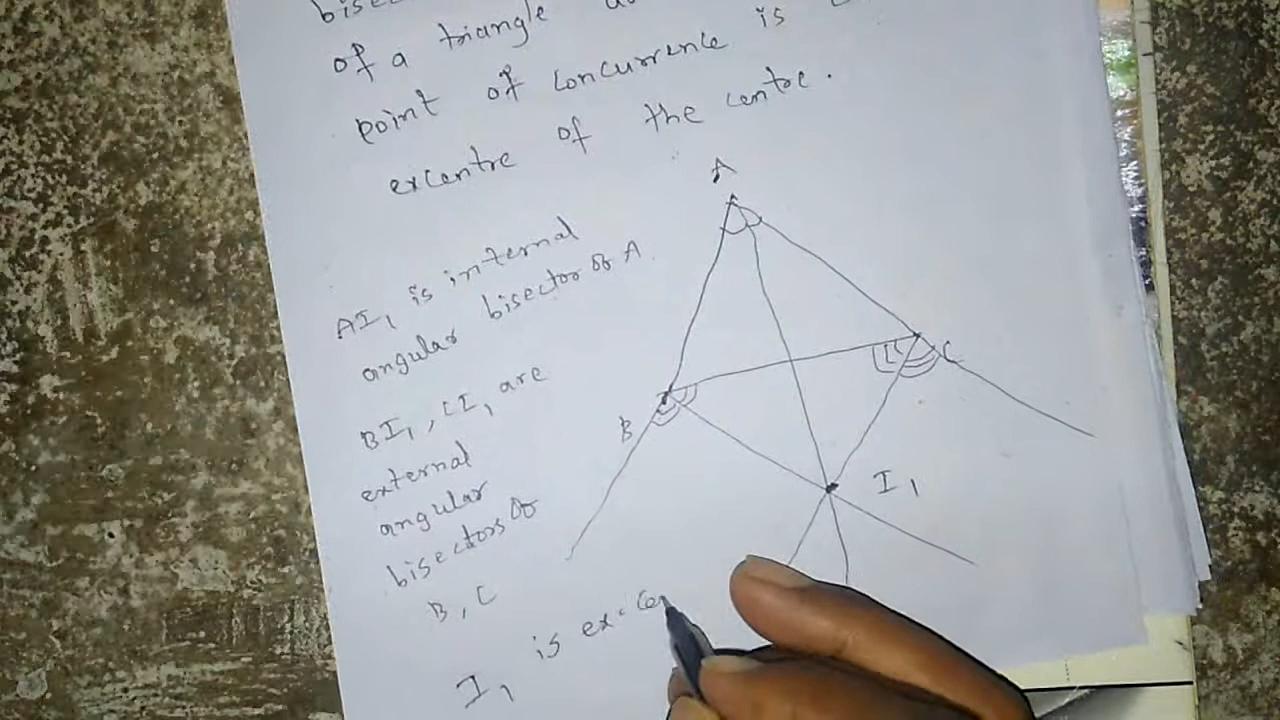 of a triangle
point of concurrence is
excentre of the centre.
A
AI1 is internal
angular bisector of A.
BI1, CI1 are
external
angular
bisectors of
B, C
B
C
I1
I1 is ex-cen